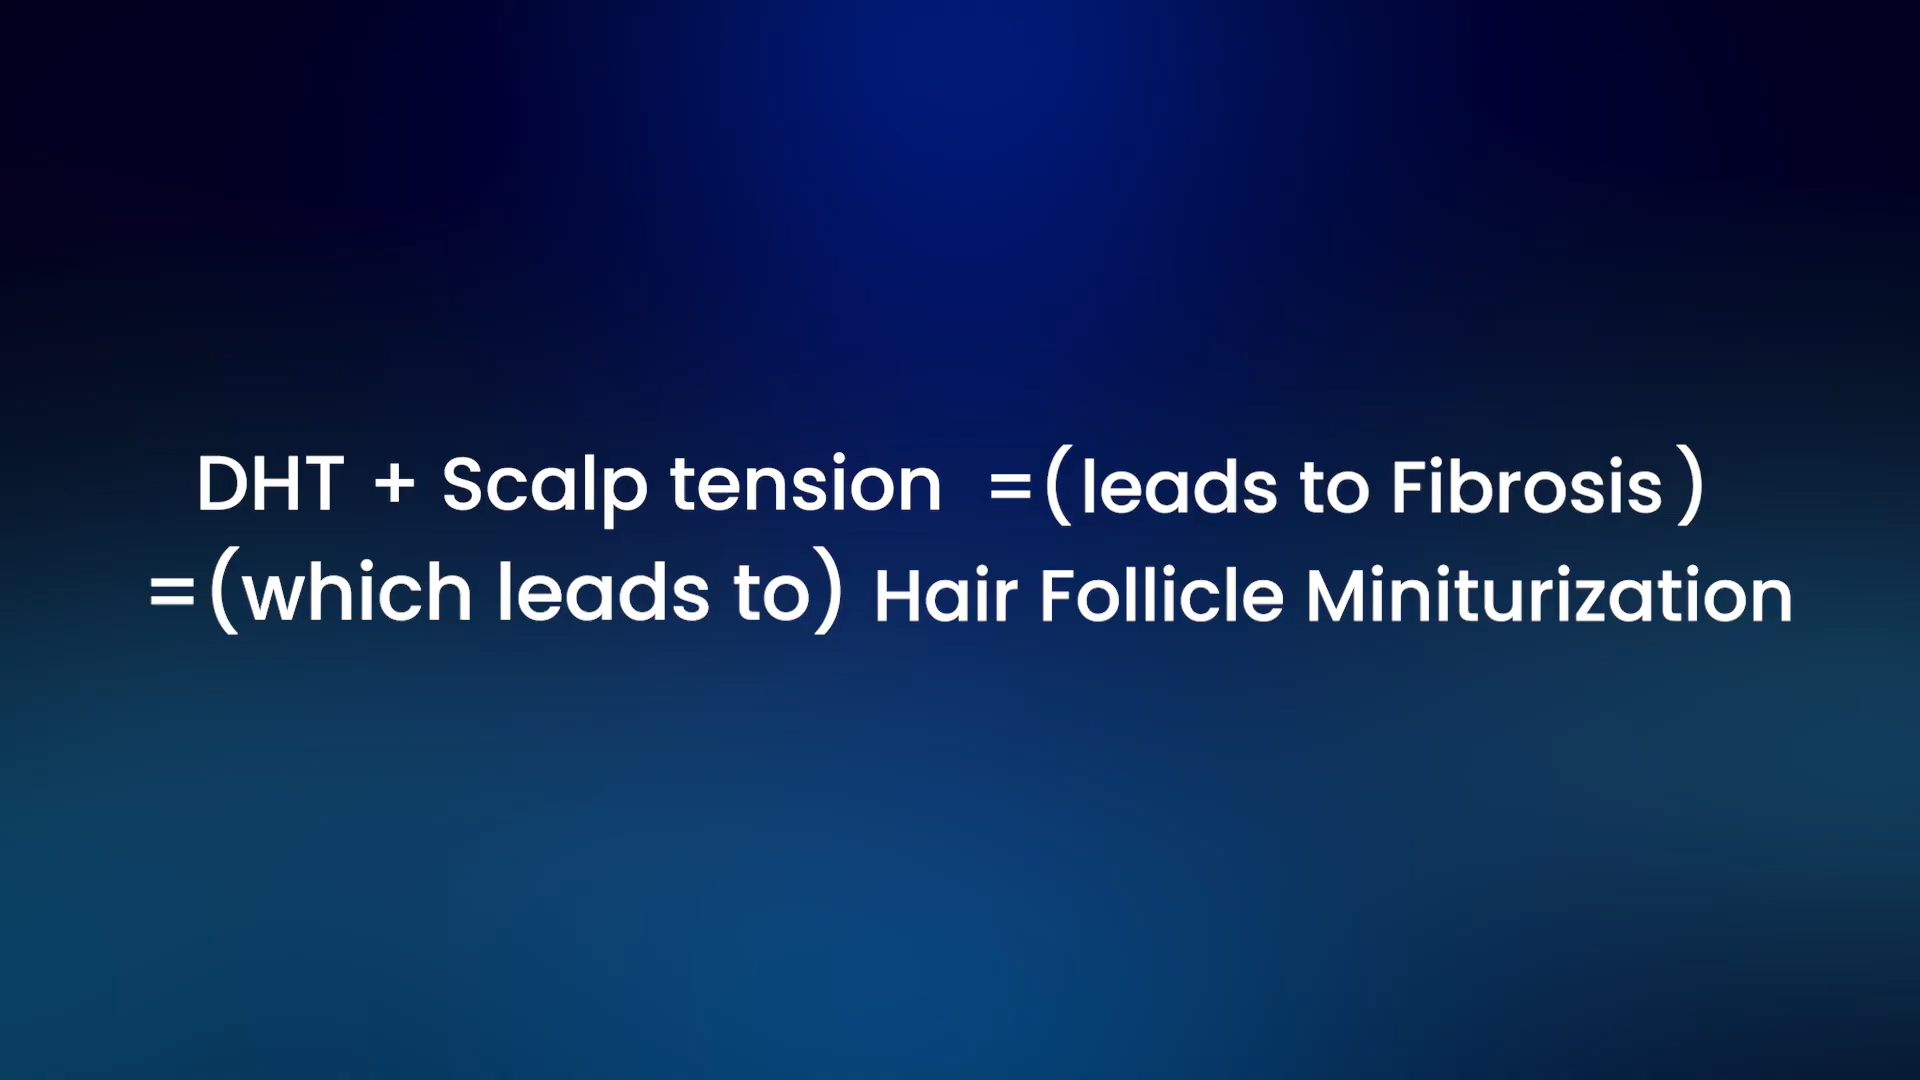 DHT + Scalp tension =(leads to Fibrosis)
=(which leads to) Hair Follicle Miniturization